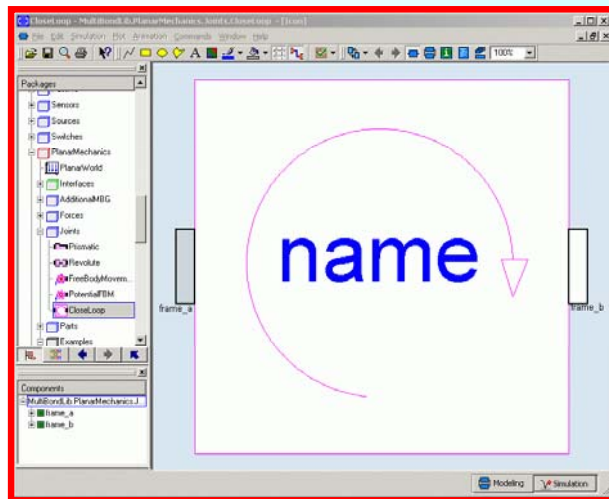 CloseLoop - MultiBondLib.PlanarMechanics.Joints.CloseLoop - [Icon]
File Edit Simulation Plot Animation Commands Window Help
100%
Packages
Sensors
Sources
Switches
PlanarMechanics
PlanarWorld
Interfaces
AdditionalMBG
Forces
Joints
Prismatic
Revolute
FreeBodyMovem...
PotentialFBM
CloseLoop
Parts
Examples
Components
MultiBondLib.PlanarMechanics.J...
frame_a
frame_b
name
frame_a
frame_b
Modeling
Simulation